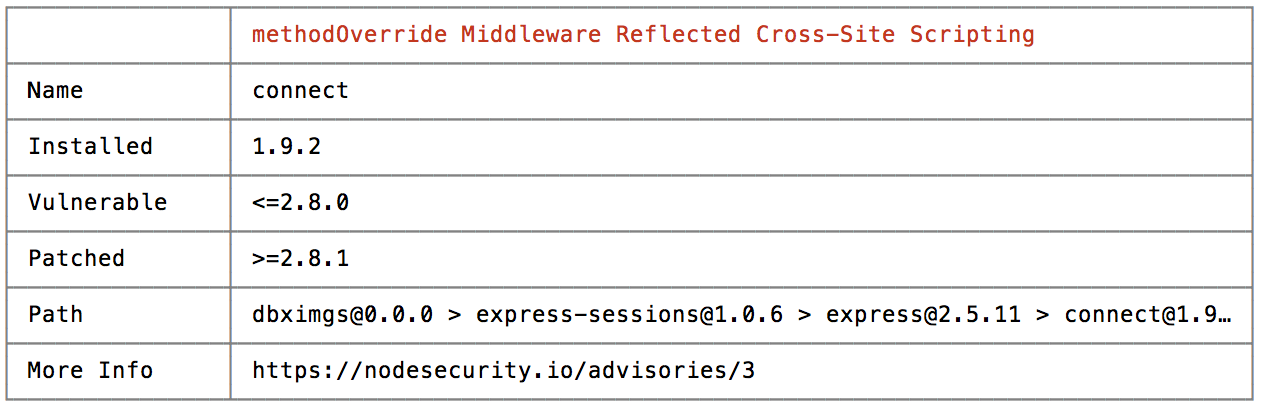 methodOverride Middleware Reflected Cross-Site Scripting
Name connect
Installed 1.9.2
Vulnerable <=2.8.0
Patched >=2.8.1
Path dbximgs@0.0.0 > express-sessions@1.0.6 > express@2.5.11 > connect@1.9…
More Info https://nodesecurity.io/advisories/3